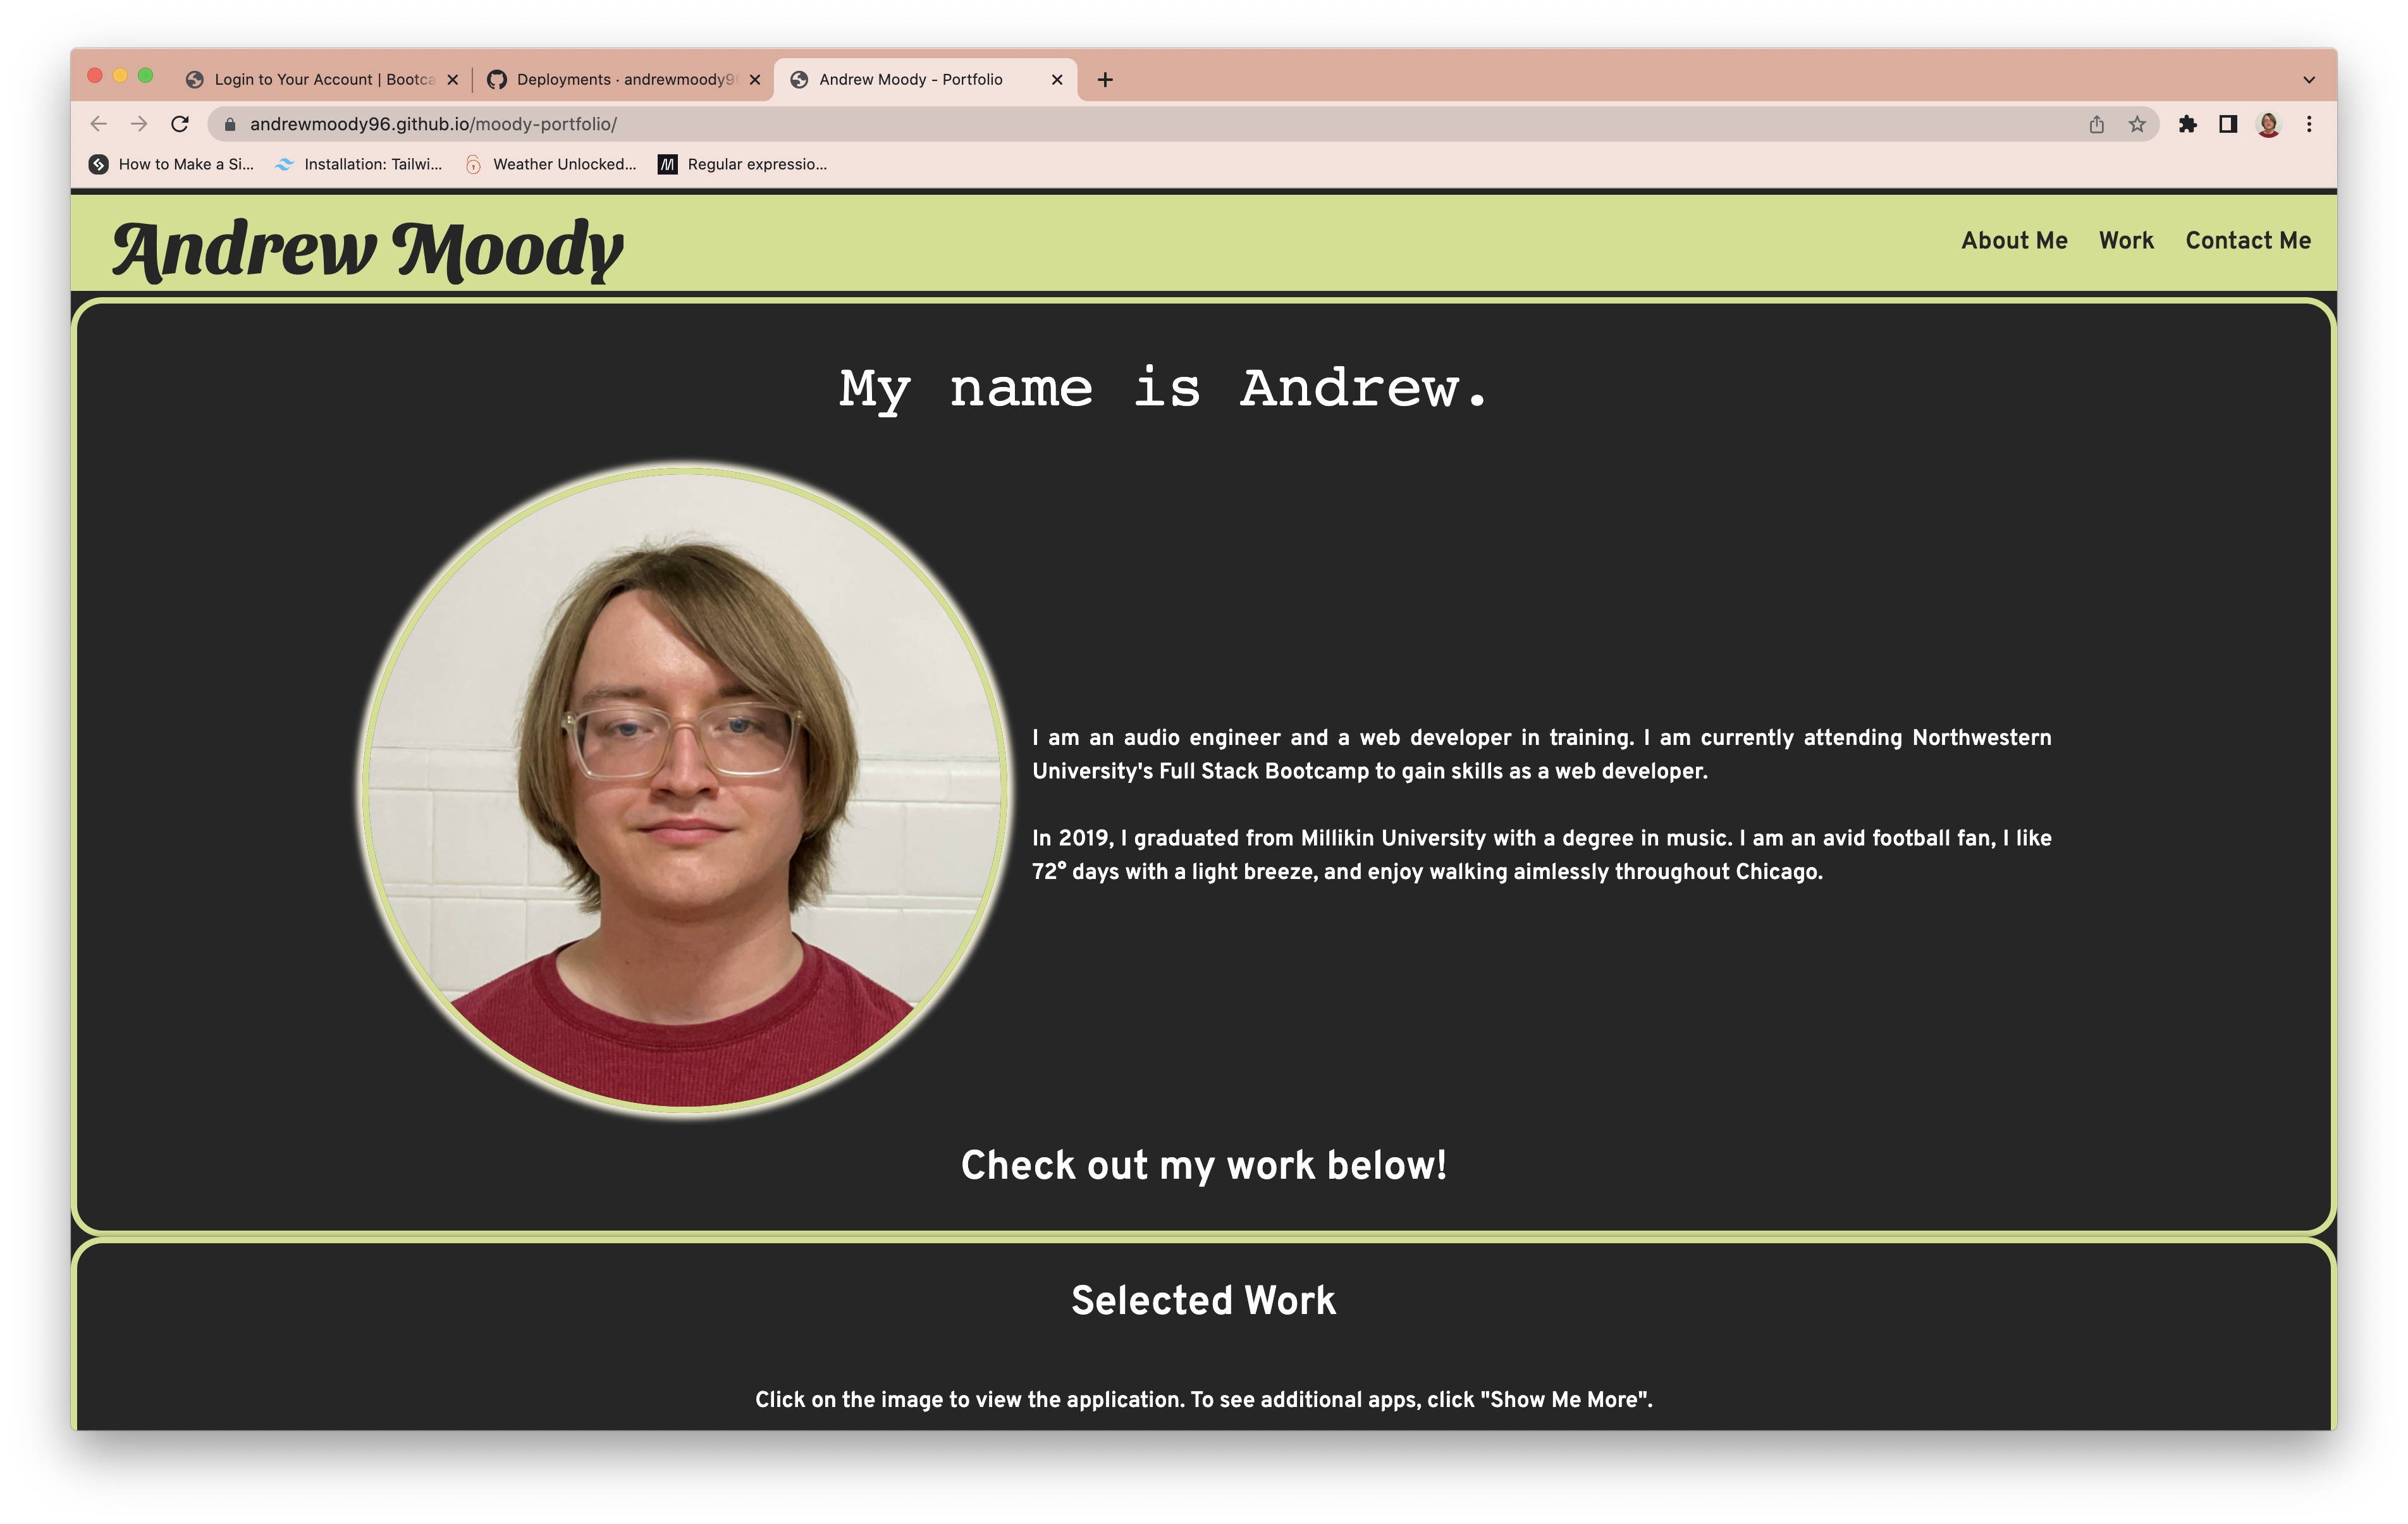 Login to Your Account | Bootca
Deployments · andrewmoody9
Andrew Moody - Portfolio
andrewmoody96.github.io/moody-portfolio/
How to Make a Si...
Installation: Tailwi...
Weather Unlocked...
Regular expressio...
Andrew Moody
About Me
Work
Contact Me
My name is Andrew.
I am an audio engineer and a web developer in training. I am currently attending Northwestern
University's Full Stack Bootcamp to gain skills as a web developer.
In 2019, I graduated from Millikin University with a degree in music. I am an avid football fan, I like
72° days with a light breeze, and enjoy walking aimlessly throughout Chicago.
Check out my work below!
Selected Work
Click on the image to view the application. To see additional apps, click "Show Me More".